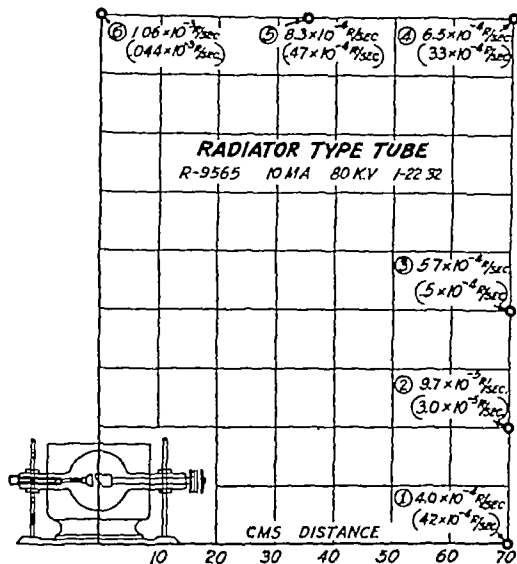 ⑥ 1.06×10⁻³ R/SEC.
(.044×10⁻³ R/SEC.)
⑤ 8.3×10⁻⁴ R/SEC
(.47×10⁻⁴ R/SEC)
④ 6.5×10⁻⁴ R/SEC.
(.33×10⁻⁴ R/SEC)
RADIATOR TYPE TUBE
R-9565 10 MA 80 K.V 1-22 32
③ 5.7×10⁻⁴ R/SEC
(.5×10⁻⁴ R/SEC)
② 9.7×10⁻⁵ R/SEC.
(3.0×10⁻⁵ R/SEC)
① 4.0×10⁻⁴ R/SEC
(.42×10⁻⁴ R/SEC)
CMS DISTANCE
10 20 30 40 50 60 70